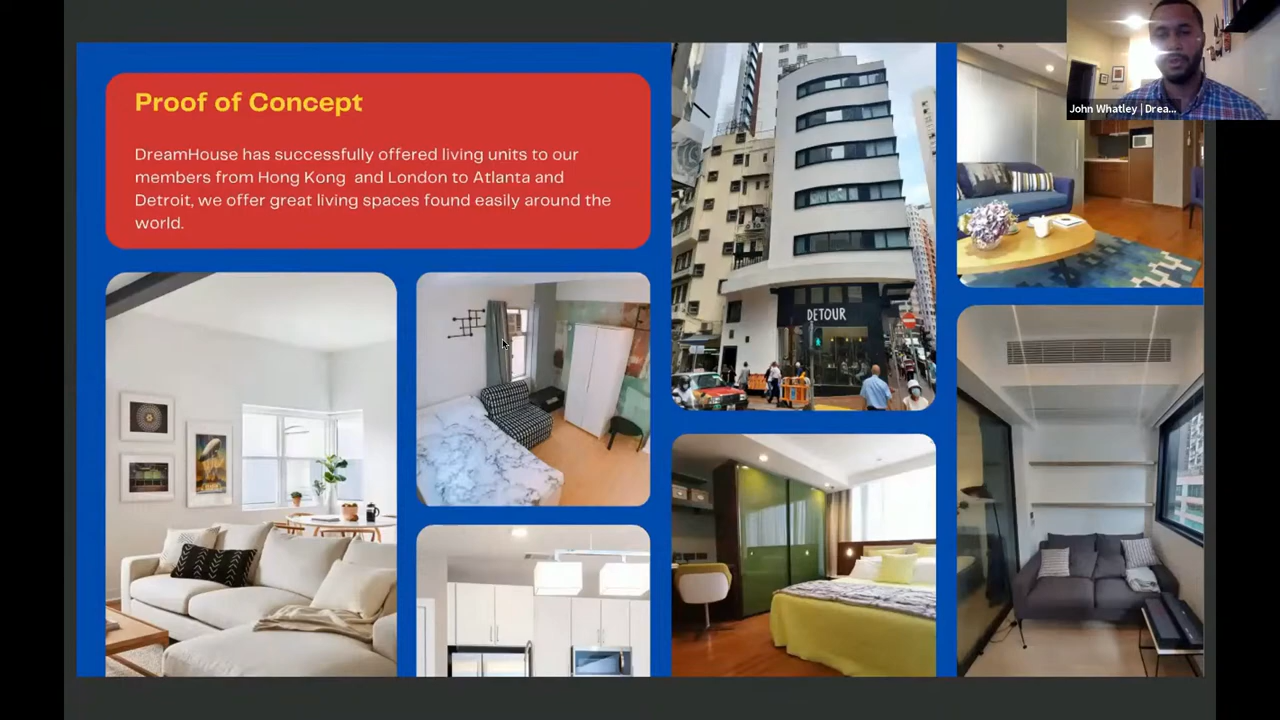 Proof of Concept
DreamHouse has successfully offered living units to our
members from Hong Kong and London to Atlanta and
Detroit, we offer great living spaces found easily around the
world.
DETOUR
John Whatley | Drea...